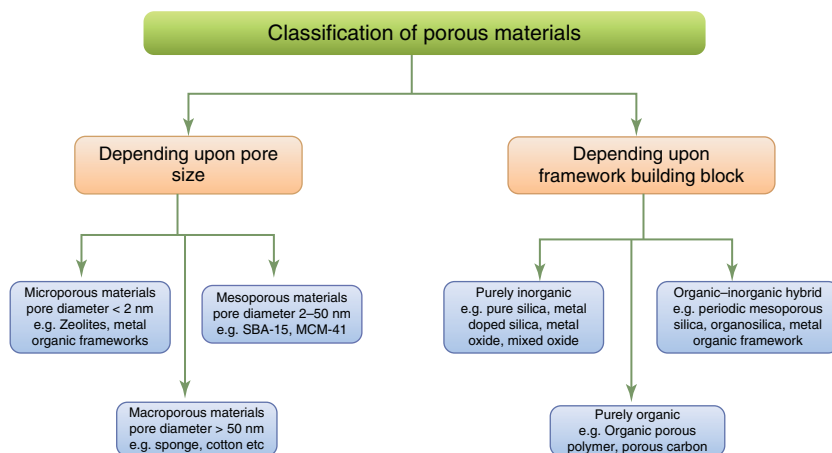 Classification of porous materials
Depending upon pore
size
Depending upon
framework building block
Microporous materials
pore diameter < 2 nm
e.g. Zeolites, metal
organic frameworks
Mesoporous materials
pore diameter 2–50 nm
e.g. SBA-15, MCM-41
Purely inorganic
e.g. pure silica, metal
doped silica, metal
oxide, mixed oxide
Organic–inorganic hybrid
e.g. periodic mesoporous
silica, organosilica, metal
organic framework
Macroporous materials
pore diameter > 50 nm
e.g. sponge, cotton etc
Purely organic
e.g. Organic porous
polymer, porous carbon